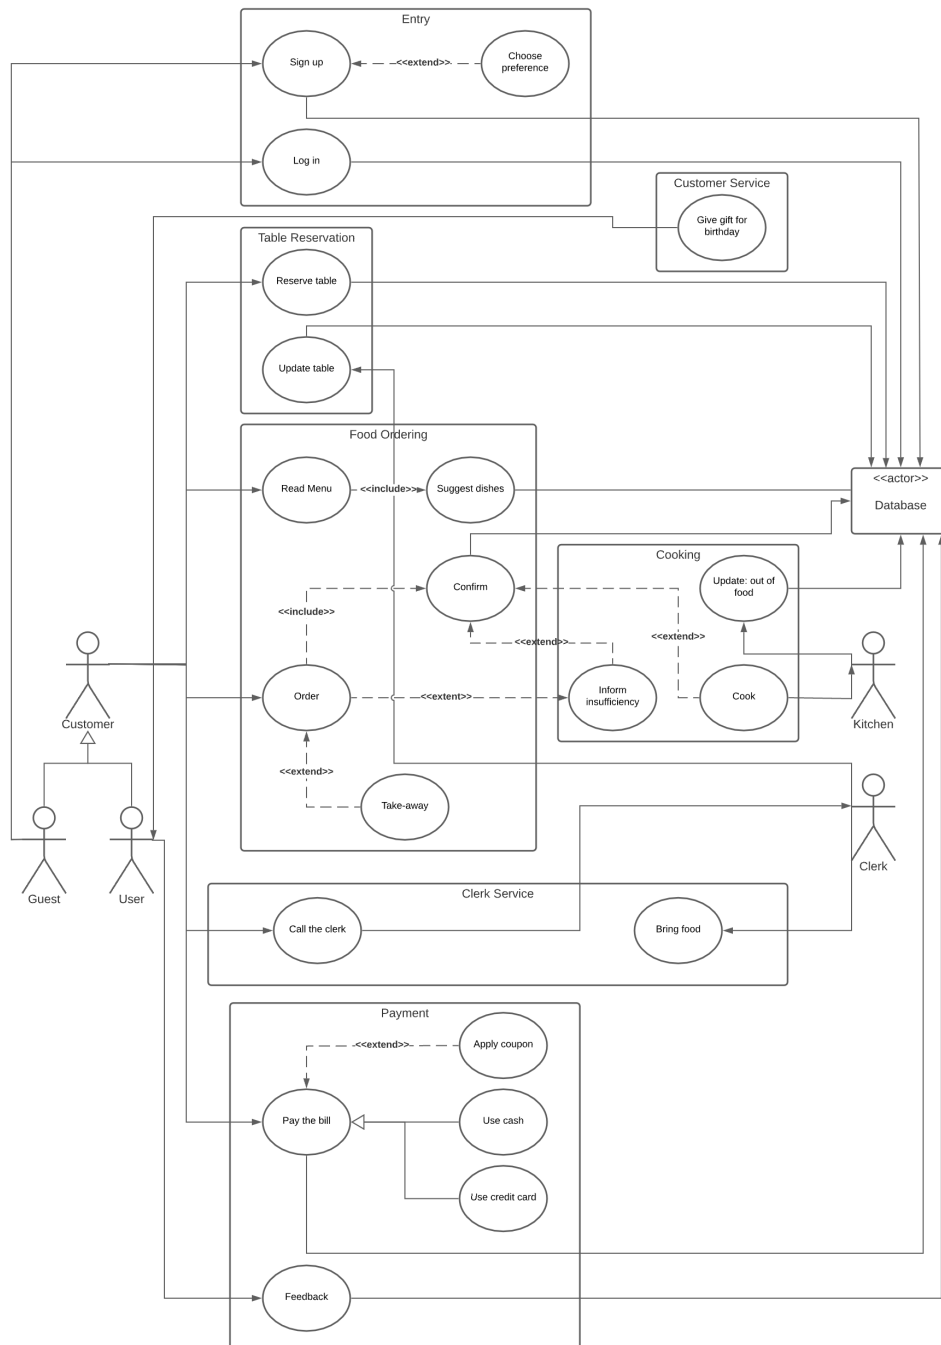 Entry
Sign up
<<extend>>
Choose
preference
Log in
Customer Service
Give gift for
birthday
Table Reservation
Reserve table
Update table
Food Ordering
Read Menu
<<include>>
Suggest dishes
<<actor>>
Database
Cooking
Confirm
Update: out of
food
<<include>>
<<extend>>
<<extend>>
Order
<<extent>>
Inform
insufficiency
Cook
Customer
Kitchen
<<extend>>
Take-away
Clerk
Guest
User
Clerk Service
Call the clerk
Bring food
Payment
<<extend>>
Apply coupon
Pay the bill
Use cash
Use credit card
Feedback